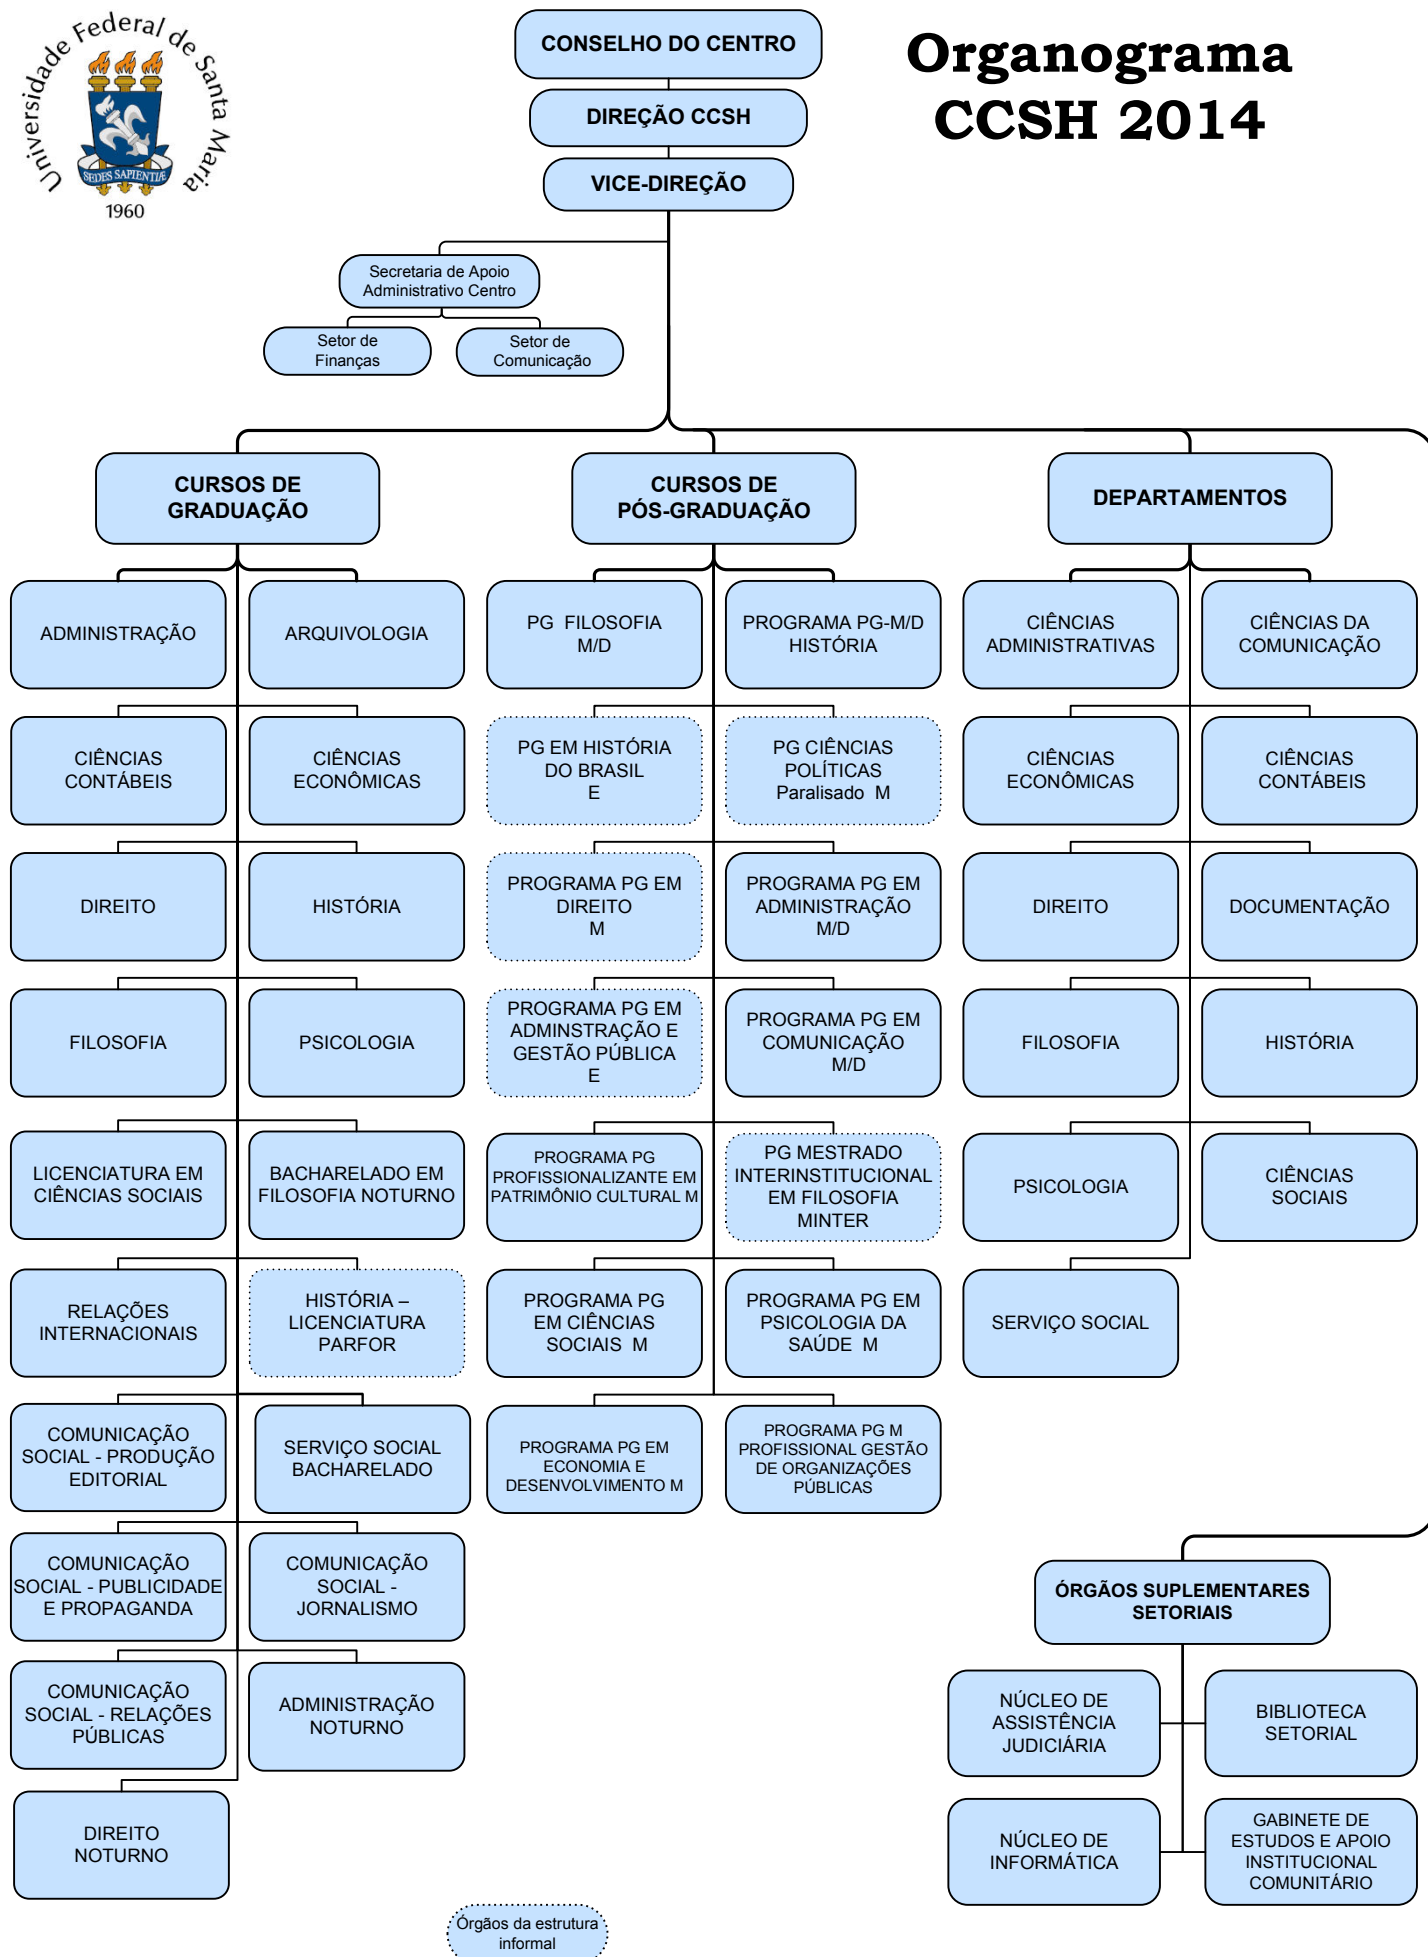 Universidade Federal de Santa Maria
SEDES SAPIENTIÆ
1960
Organograma
CCSH 2014
CONSELHO DO CENTRO
DIREÇÃO CCSH
VICE-DIREÇÃO
Secretaria de Apoio
Administrativo Centro
Setor de
Finanças
Setor de
Comunicação
CURSOS DE
GRADUAÇÃO
ADMINISTRAÇÃO
ARQUIVOLOGIA
CIÊNCIAS
CONTÁBEIS
CIÊNCIAS
ECONÔMICAS
DIREITO
HISTÓRIA
FILOSOFIA
PSICOLOGIA
LICENCIATURA EM
CIÊNCIAS SOCIAIS
BACHARELADO EM
FILOSOFIA NOTURNO
RELAÇÕES
INTERNACIONAIS
HISTÓRIA –
LICENCIATURA
PARFOR
COMUNICAÇÃO
SOCIAL - PRODUÇÃO
EDITORIAL
SERVIÇO SOCIAL
BACHARELADO
COMUNICAÇÃO
SOCIAL - PUBLICIDADE
E PROPAGANDA
COMUNICAÇÃO
SOCIAL -
JORNALISMO
COMUNICAÇÃO
SOCIAL - RELAÇÕES
PÚBLICAS
ADMINISTRAÇÃO
NOTURNO
DIREITO
NOTURNO
CURSOS DE
PÓS-GRADUAÇÃO
PG FILOSOFIA
M/D
PROGRAMA PG-M/D
HISTÓRIA
PG EM HISTÓRIA
DO BRASIL
E
PG CIÊNCIAS
POLÍTICAS
Paralisado M
PROGRAMA PG EM
DIREITO
M
PROGRAMA PG EM
ADMINISTRAÇÃO
M/D
PROGRAMA PG EM
ADMINSTRAÇÃO E
GESTÃO PÚBLICA
E
PROGRAMA PG EM
COMUNICAÇÃO
M/D
PROGRAMA PG
PROFISSIONALIZANTE EM
PATRIMÔNIO CULTURAL M
PG MESTRADO
INTERINSTITUCIONAL
EM FILOSOFIA
MINTER
PROGRAMA PG
EM CIÊNCIAS
SOCIAIS M
PROGRAMA PG EM
PSICOLOGIA DA
SAÚDE M
PROGRAMA PG EM
ECONOMIA E
DESENVOLVIMENTO M
PROGRAMA PG M
PROFISSIONAL GESTÃO
DE ORGANIZAÇÕES
PÚBLICAS
DEPARTAMENTOS
CIÊNCIAS
ADMINISTRATIVAS
CIÊNCIAS DA
COMUNICAÇÃO
CIÊNCIAS
ECONÔMICAS
CIÊNCIAS
CONTÁBEIS
DIREITO
DOCUMENTAÇÃO
FILOSOFIA
HISTÓRIA
PSICOLOGIA
CIÊNCIAS
SOCIAIS
SERVIÇO SOCIAL
ÓRGÃOS SUPLEMENTARES
SETORIAIS
NÚCLEO DE
ASSISTÊNCIA
JUDICIÁRIA
BIBLIOTECA
SETORIAL
NÚCLEO DE
INFORMÁTICA
GABINETE DE
ESTUDOS E APOIO
INSTITUCIONAL
COMUNITÁRIO
Órgãos da estrutura
informal